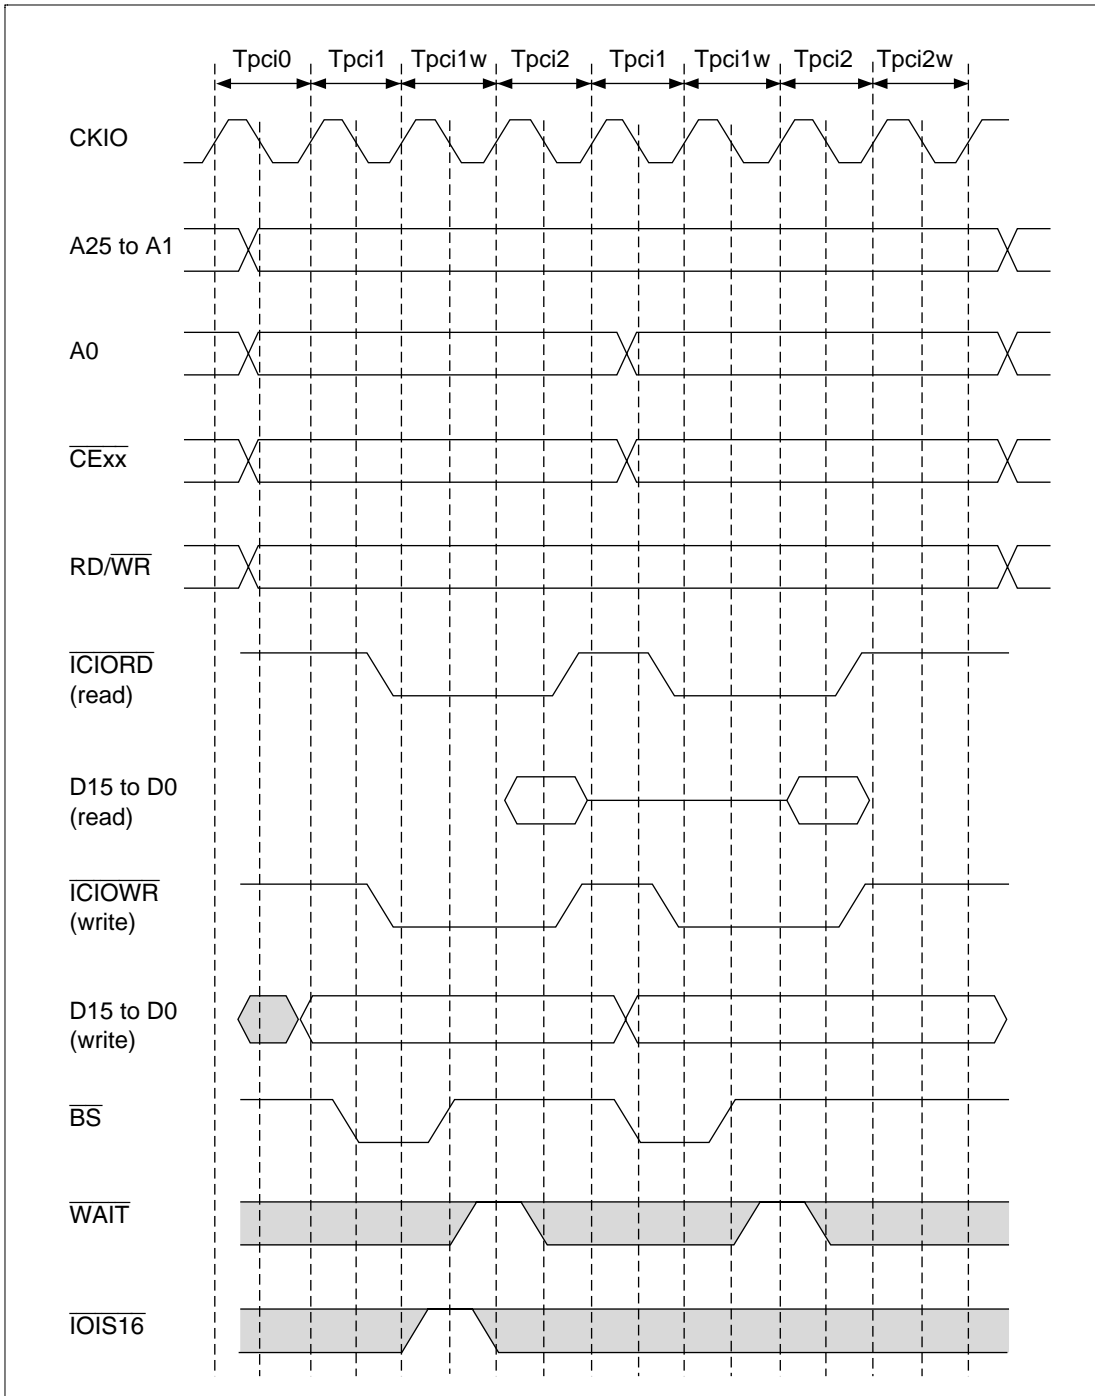 Tpci0 Tpci1 Tpci1w Tpci2 Tpci1 Tpci1w Tpci2 Tpci2w
CKIO
A25 to A1
A0
CExx
RD/WR
ICIORD
(read)
D15 to D0
(read)
ICIOWR
(write)
D15 to D0
(write)
BS
WAIT
IOIS16